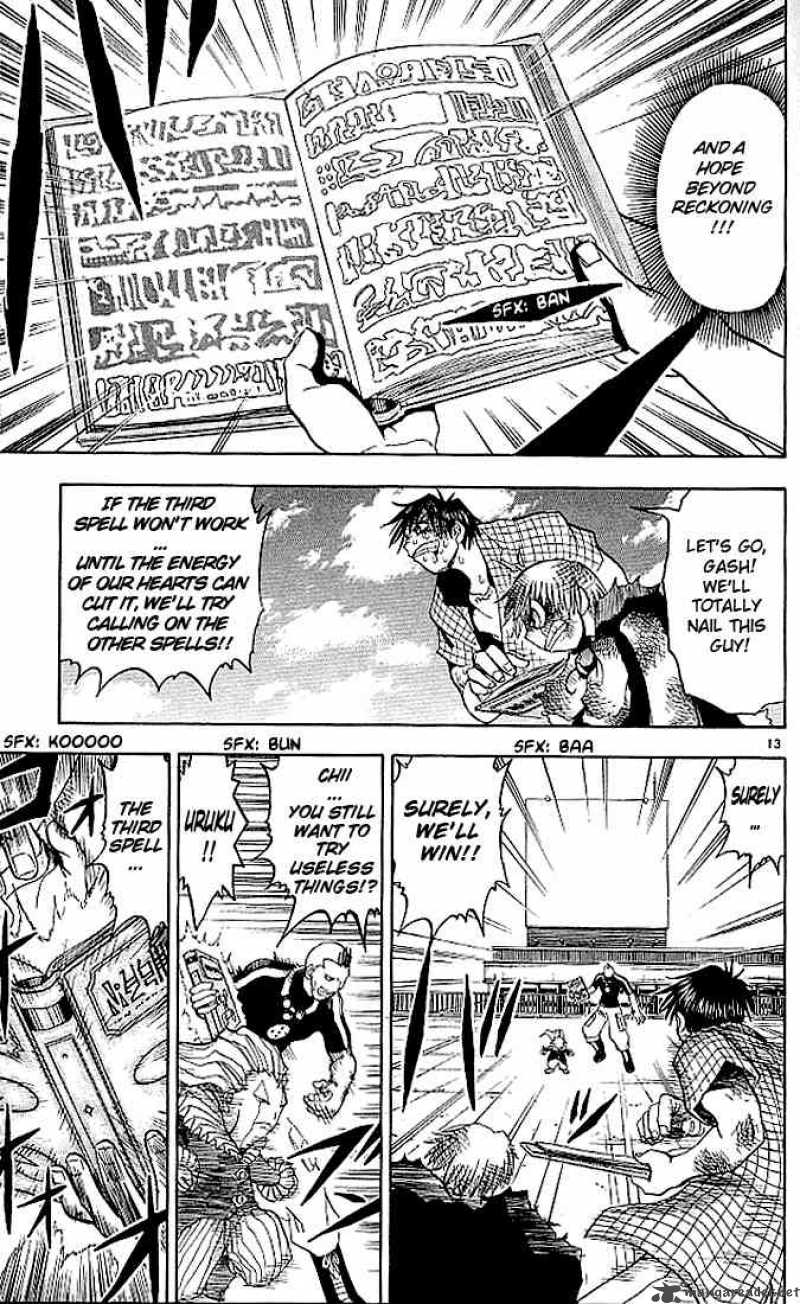 AND A
HOPE
BEYOND
RECKONING
!!!
SFX: BAN
LET'S GO,
GASH!
WE'LL
TOTALLY
NAIL THIS
GUY!
IF THE THIRD
SPELL WON'T WORK
...
UNTIL THE ENERGY
OF OUR HEARTS CAN
CUT IT, WE'LL TRY
CALLING ON THE
OTHER SPELLS!!
13
SFX: BAA
SURELY
...
SURELY,
WE'LL
WIN!!
SFX: BUN
CHII
...
YOU STILL
WANT TO
TRY
USELESS
THINGS!?
URUKU
!!
SFX: KOOOOO
THE
THIRD
SPELL
...
mangareader.net